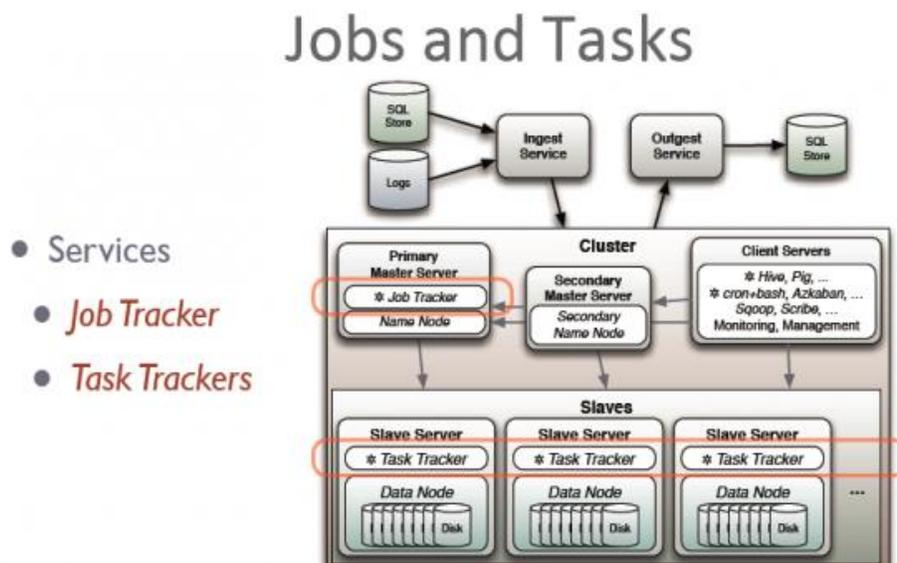 Jobs and Tasks
SQL
Store
Logs
Ingest
Service
Outgest
Service
SQL
Store
• Services
• Job Tracker
• Task Trackers
Cluster
Primary
Master Server
✲ Job Tracker
Name Node
Secondary
Master Server
Secondary
Name Node
Client Servers
✲ Hive, Pig, ...
✲ cron+bash, Azkaban, ...
Sqoop, Scribe, ...
Monitoring, Management
Slaves
Slave Server
✲ Task Tracker
Data Node
Disk
Slave Server
✲ Task Tracker
Data Node
Disk
Slave Server
✲ Task Tracker
Data Node
Disk
...